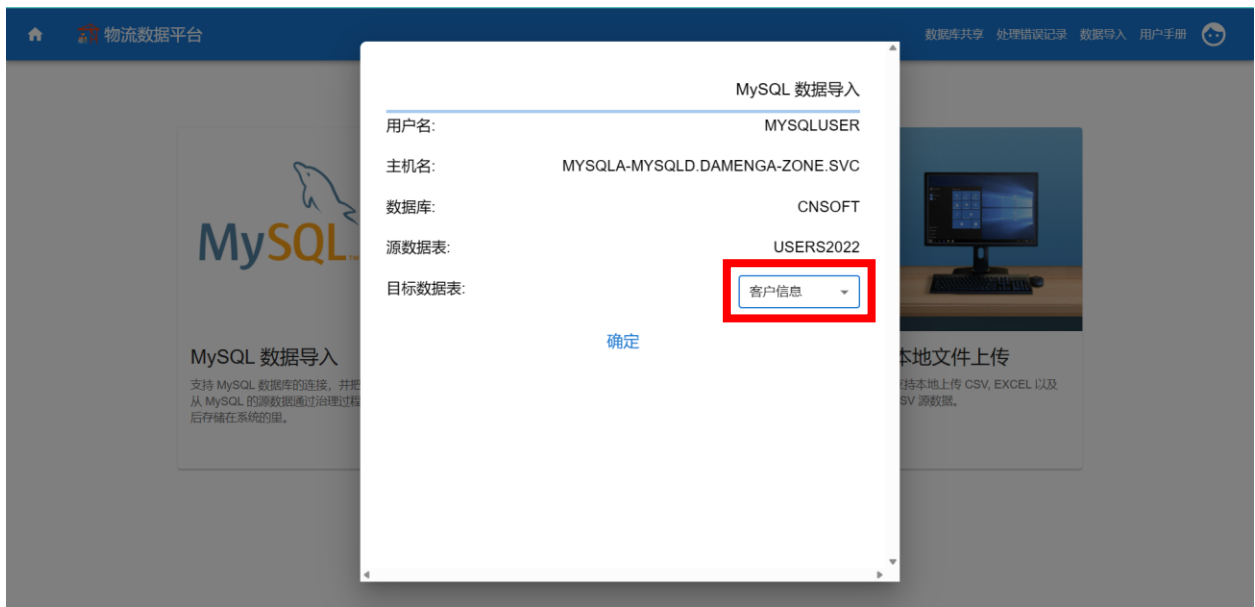 物流数据平台
数据库共享 处理错误记录 数据导入 用户手册
MySQL 数据导入
用户名: MYSQLUSER
主机名: MYSQLA-MYSQLD.DAMENGA-ZONE.SVC
数据库: CNSOFT
源数据表: USERS2022
目标数据表: 客户信息
确定
MySQL
MySQL 数据导入
支持 MySQL 数据库的连接，并把
从 MySQL 的源数据通过治理过程
后存储在系统的里。
本地文件上传
支持本地上传 CSV, EXCEL 以及
SV 源数据。